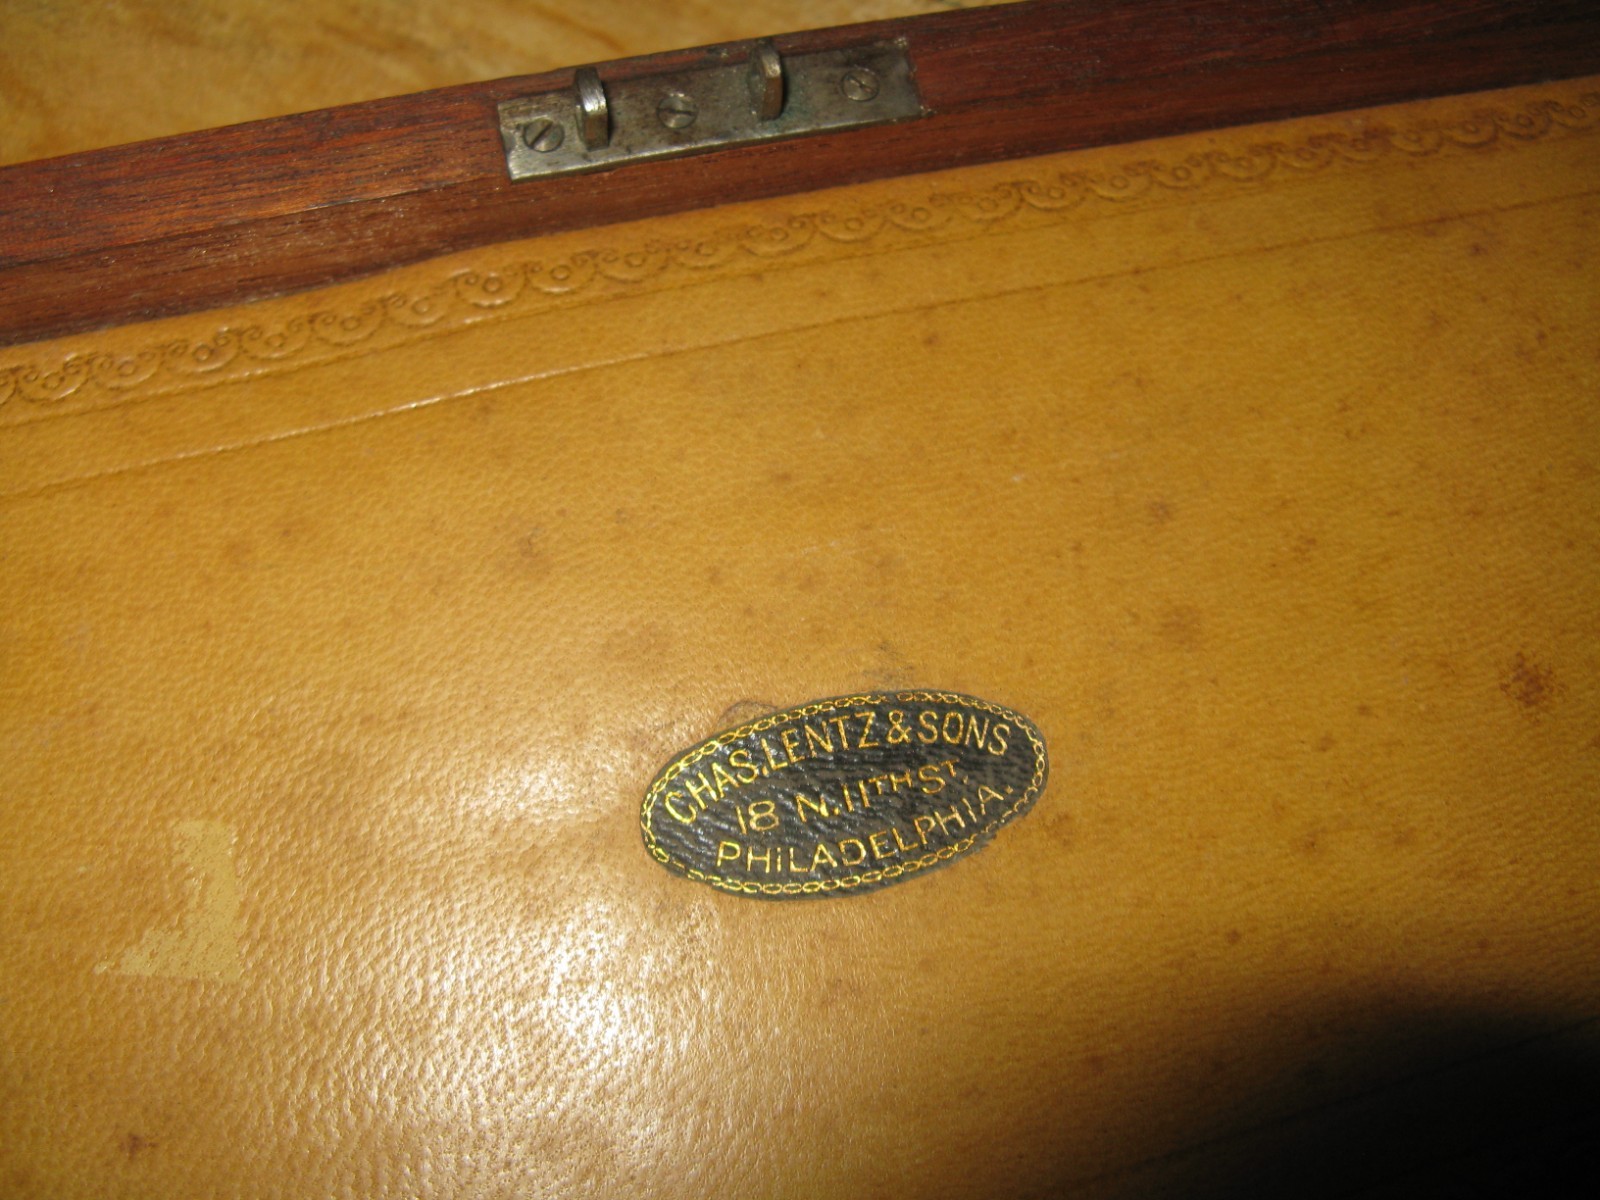 CHAS. LENTZ & SONS
18 N. 11TH ST.
PHILADELPHIA.